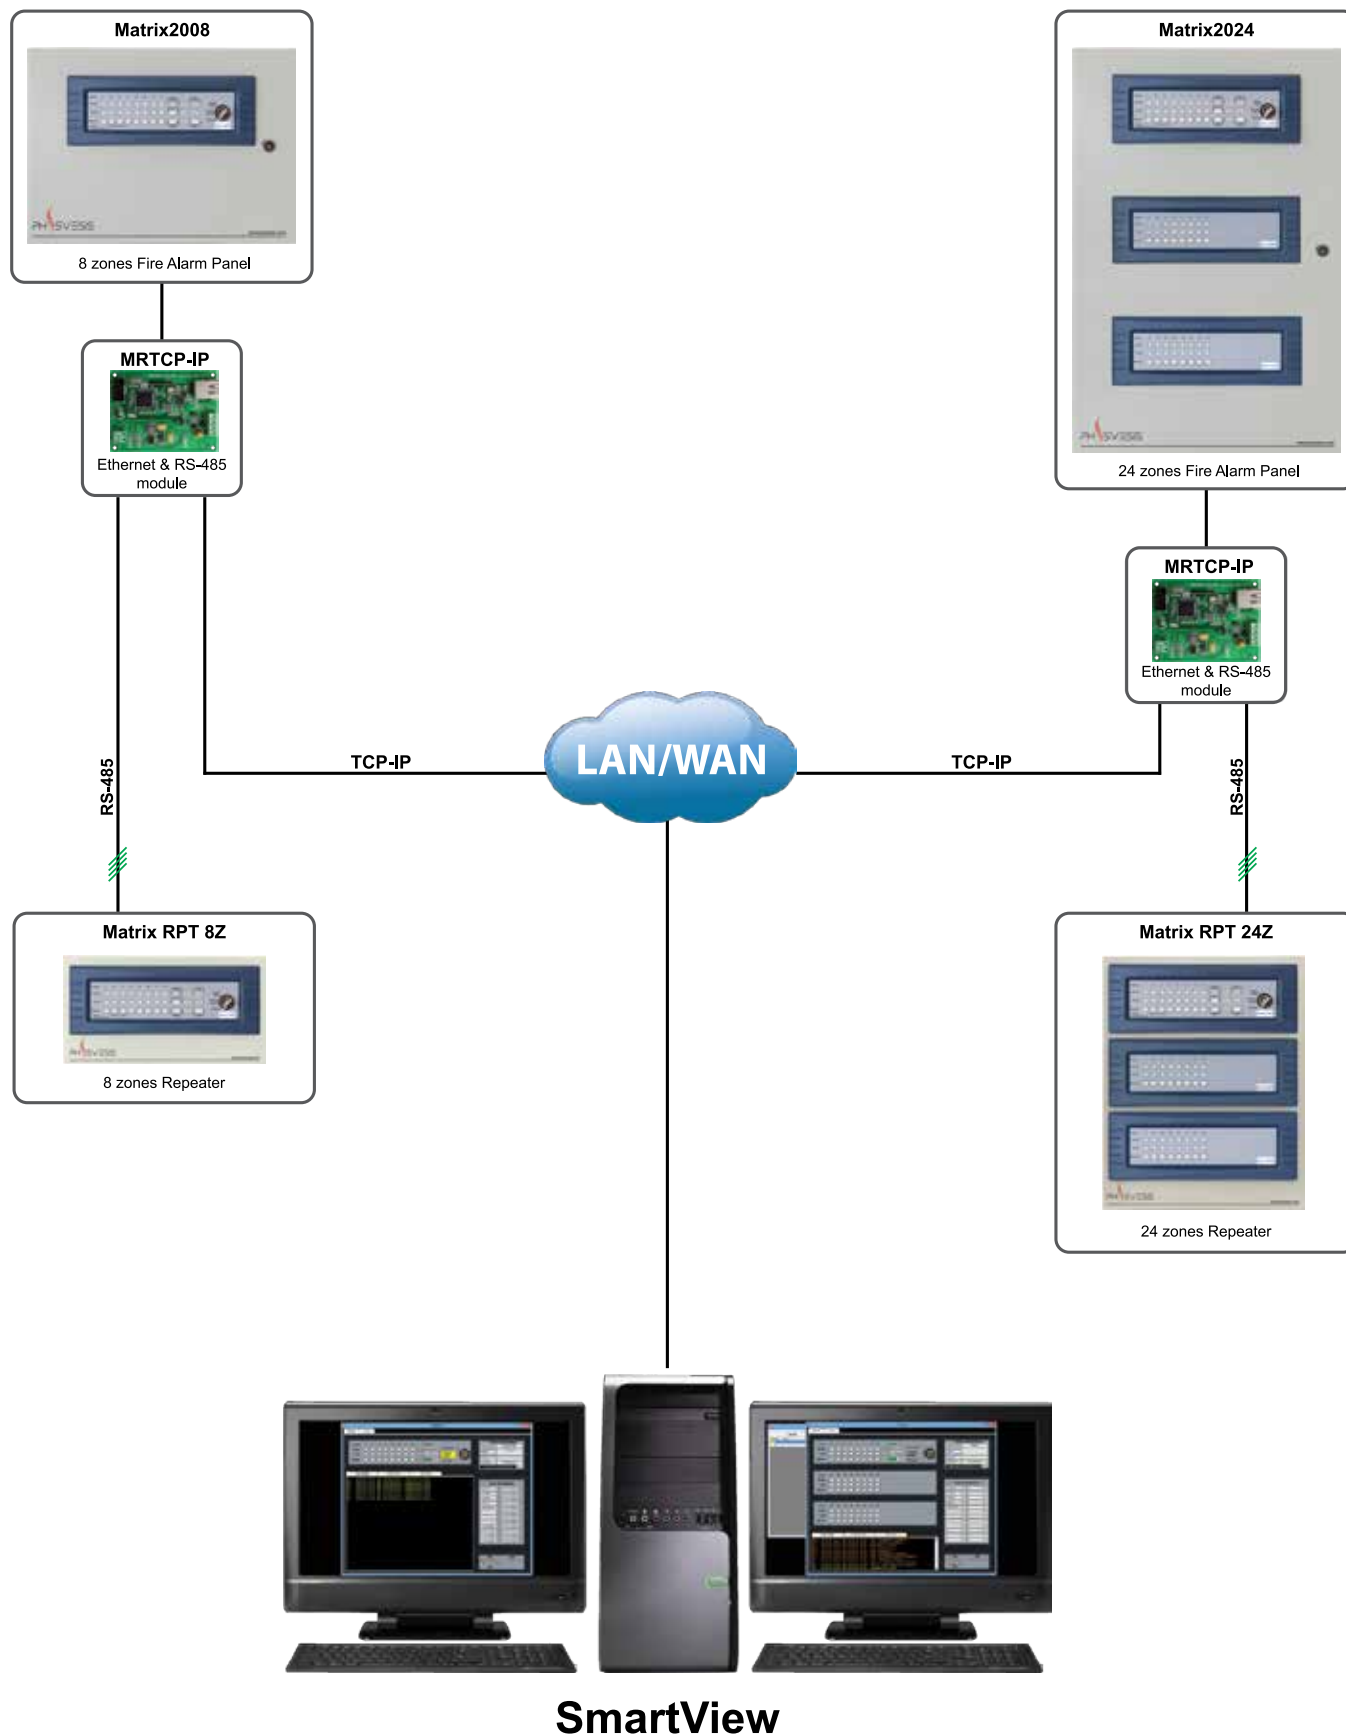 Matrix2008
8 zones Fire Alarm Panel
MRTCP-IP
Ethernet & RS-485
module
RS-485
TCP-IP
LAN/WAN
TCP-IP
Matrix2024
24 zones Fire Alarm Panel
MRTCP-IP
Ethernet & RS-485
module
RS-485
Matrix RPT 8Z
8 zones Repeater
Matrix RPT 24Z
24 zones Repeater
SmartView